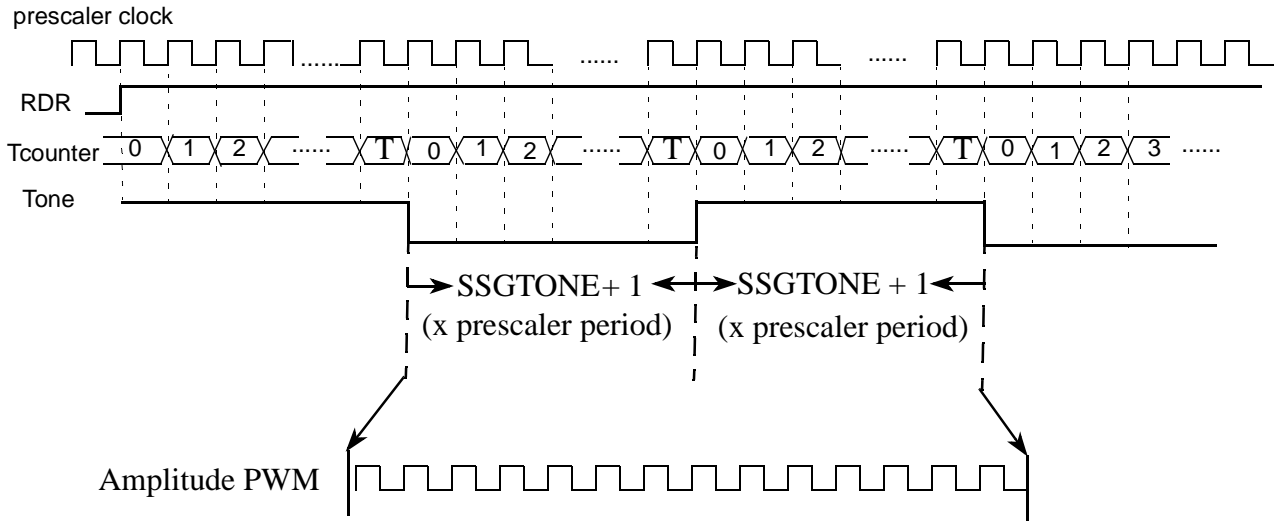 prescaler clock
...... ...... ......
RDR
Tcounter 0 1 2 ...... T 0 1 2 ...... T 0 1 2 ...... T 0 1 2 3 ......
Tone
SSGTONE+ 1 SSGTONE + 1
(x prescaler period) (x prescaler period)
Amplitude PWM